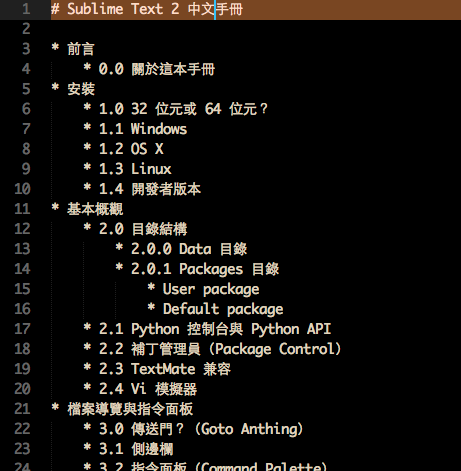 1 # Sublime Text 2 中文手冊
2
3 * 前言
4 * 0.0 關於這本手冊
5 * 安裝
6 * 1.0 32 位元或 64 位元？
7 * 1.1 Windows
8 * 1.2 OS X
9 * 1.3 Linux
10 * 1.4 開發者版本
11 * 基本概觀
12 * 2.0 目錄結構
13 * 2.0.0 Data 目錄
14 * 2.0.1 Packages 目錄
15 * User package
16 * Default package
17 * 2.1 Python 控制台與 Python API
18 * 2.2 補丁管理員（Package Control）
19 * 2.3 TextMate 兼容
20 * 2.4 Vi 模擬器
21 * 檔案導覽與指令面板
22 * 3.0 傳送門？（Goto Anthing）
23 * 3.1 側邊欄
24 * 3.2 指令面板（Command Palette）